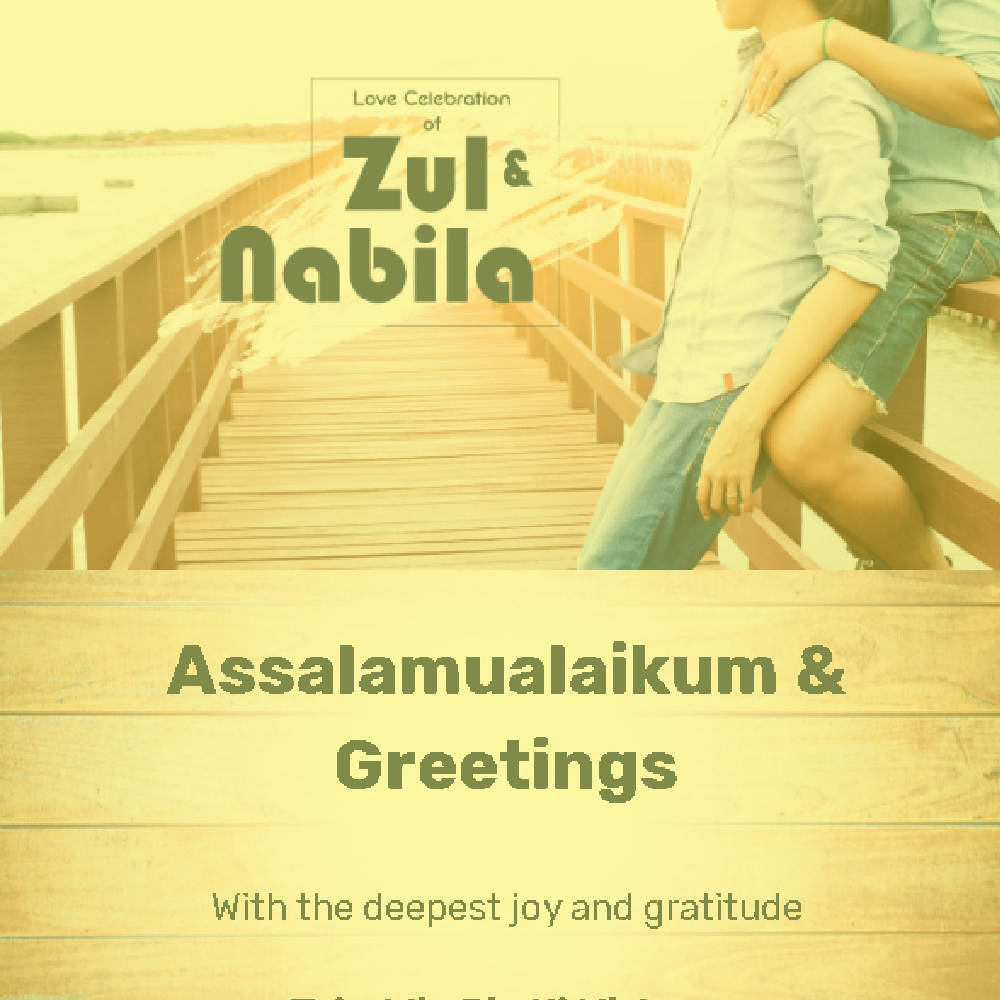 Love Celebration
of
Zul &
Nabila
Assalamualaikum &
Greetings
With the deepest joy and gratitude